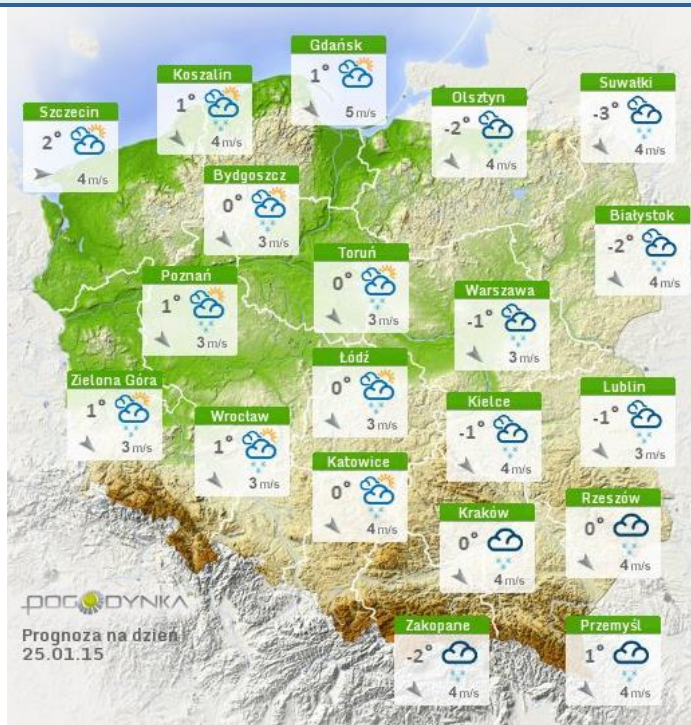 Gdańsk
1°
5 m/s
Koszalin
1°
4 m/s
Suwałki
-3°
4 m/s
Olsztyn
-2°
4 m/s
Szczecin
2°
4 m/s
Bydgoszcz
0°
3 m/s
Białystok
-2°
4 m/s
Toruń
0°
3 m/s
Poznań
1°
3 m/s
Warszawa
-1°
3 m/s
Łódź
0°
3 m/s
Zielona Góra
1°
3 m/s
Lublin
-1°
3 m/s
Kielce
-1°
4 m/s
Wrocław
1°
3 m/s
Katowice
0°
4 m/s
Rzeszów
0°
4 m/s
Kraków
0°
4 m/s
POGODYNKA
Prognoza na dzień
25.01.15
Zakopane
-2°
4 m/s
Przemyśl
1°
4 m/s